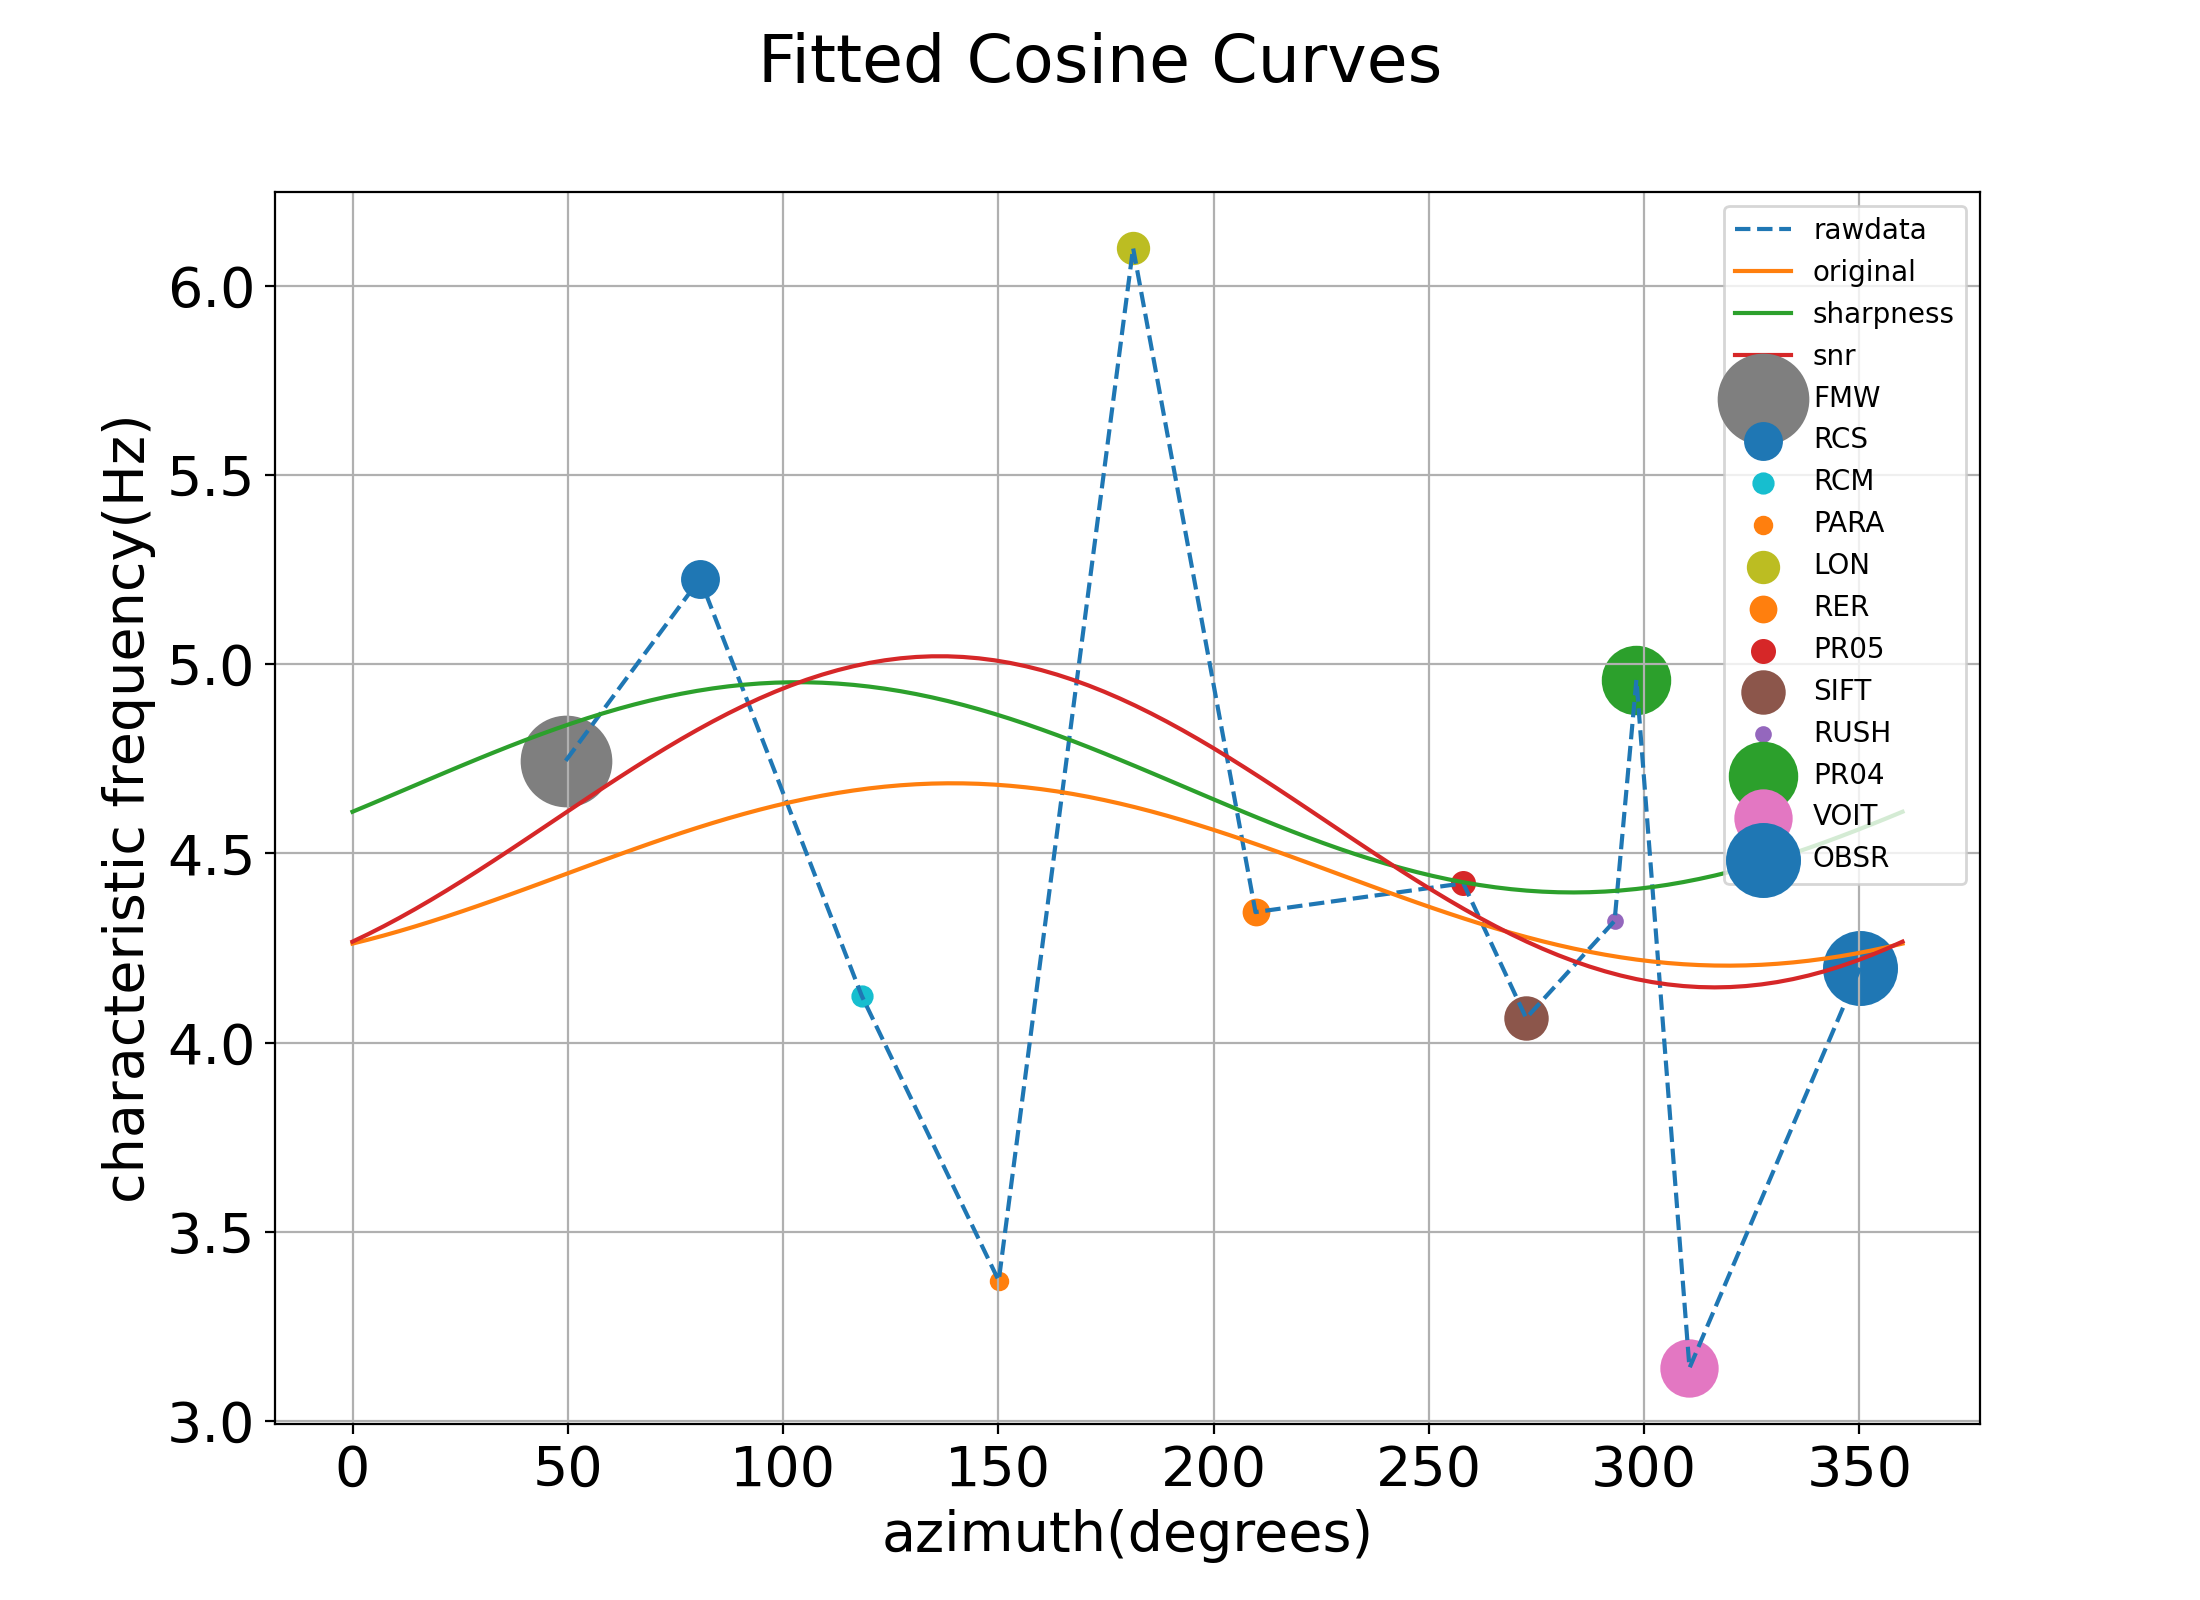 Fitted Cosine Curves
characteristic frequency(Hz)
6.0
5.5
5.0
4.5
4.0
3.5
3.0
0 50 100 150 200 250 300 350
azimuth(degrees)
rawdata
original
sharpness
snr
FMW
RCS
RCM
PARA
LON
RER
PR05
SIFT
RUSH
PR04
VOIT
OBSR